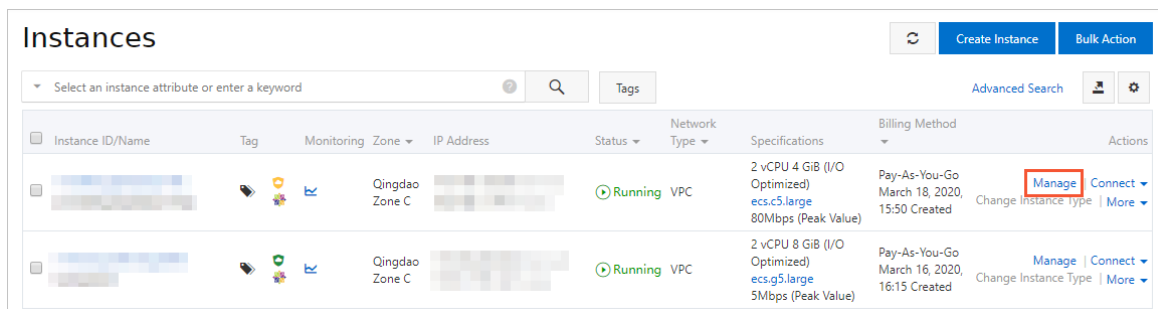 Instances
Create Instance
Bulk Action
Select an instance attribute or enter a keyword
?
Tags
Advanced Search
Instance ID/Name Tag Monitoring Zone IP Address Status Network Type Specifications Billing Method Actions
Qingdao Zone C
Running
VPC
2 vCPU 4 GiB (I/O
Optimized)
ecs.c5.large
80Mbps (Peak Value)
Pay-As-You-Go
March 18, 2020,
15:50 Created
Manage | Connect
Change Instance Type | More
Qingdao Zone C
Running
VPC
2 vCPU 8 GiB (I/O
Optimized)
ecs.g5.large
5Mbps (Peak Value)
Pay-As-You-Go
March 16, 2020,
16:15 Created
Manage | Connect
Change Instance Type | More